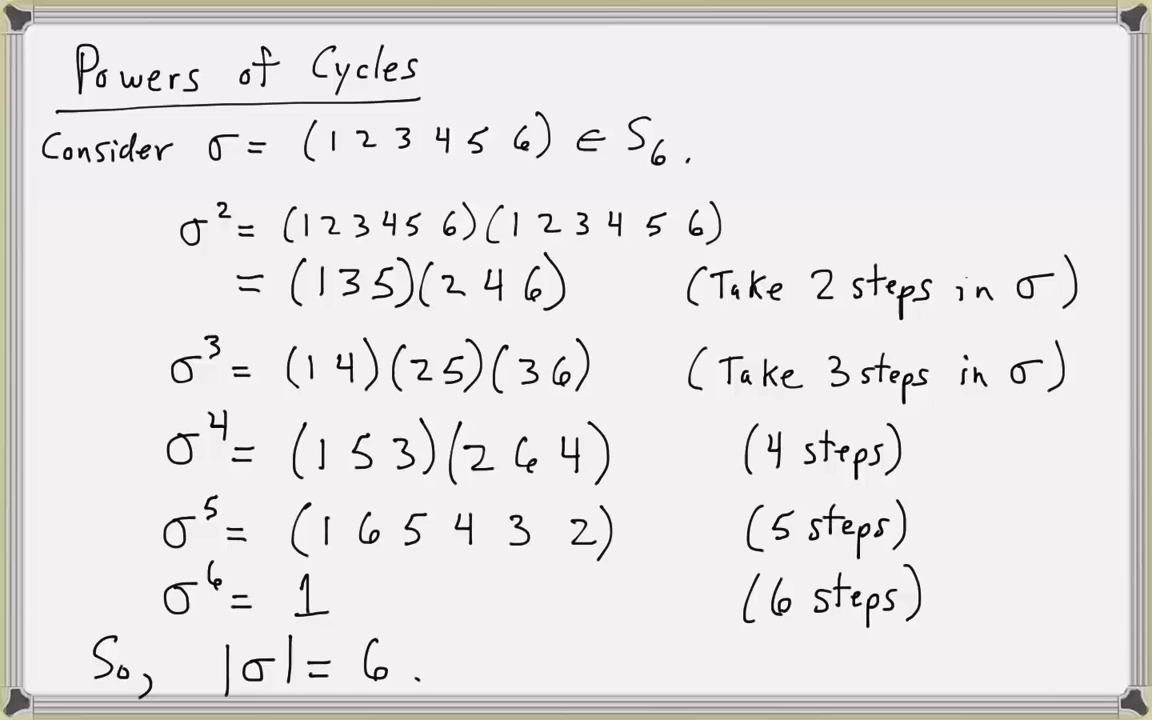 Powers of Cycles
Consider σ = (1 2 3 4 5 6) ∈ S₆.
σ² = (1 2 3 4 5 6)(1 2 3 4 5 6)
= (1 3 5)(2 4 6) (Take 2 steps in σ)
σ³ = (1 4)(2 5)(3 6) (Take 3 steps in σ)
σ⁴ = (1 5 3)(2 6 4) (4 steps)
σ⁵ = (1 6 5 4 3 2) (5 steps)
σ⁶ = 1 (6 steps)
So, |σ| = 6.